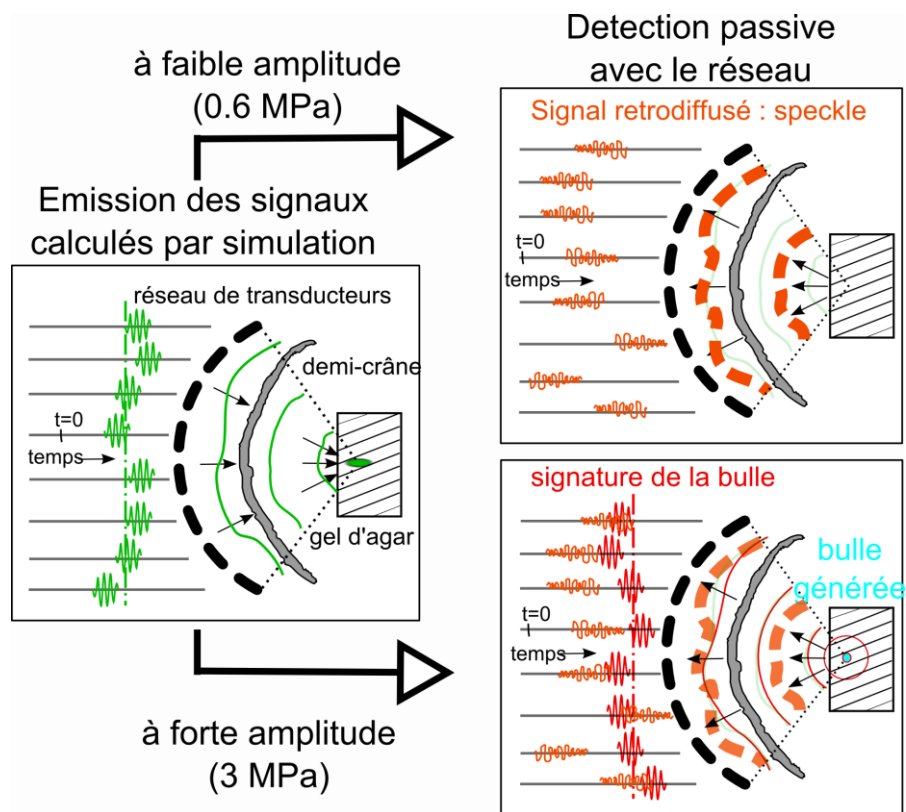 à faible amplitude
(0.6 MPa)
Detection passive
avec le réseau
Emission des signaux
calculés par simulation
réseau de transducteurs
demi-crâne
t=0
temps
gel d'agar
Signal retrodiffusé : speckle
t=0
temps
signature de la bulle
bulle
générée
t=0
temps
à forte amplitude
(3 MPa)